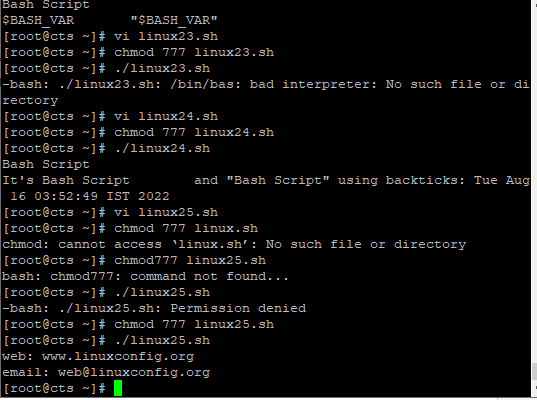 Bash Script
$BASH_VAR       "$BASH_VAR"
[root@cts ~]# vi linux23.sh
[root@cts ~]# chmod 777 linux23.sh
[root@cts ~]# ./linux23.sh
-bash: ./linux23.sh: /bin/bas: bad interpreter: No such file or di
rectory
[root@cts ~]# vi linux24.sh
[root@cts ~]# chmod 777 linux24.sh
[root@cts ~]# ./linux24.sh
Bash Script
It's Bash Script        and "Bash Script" using backticks: Tue Aug
 16 03:52:49 IST 2022
[root@cts ~]# vi linux25.sh
[root@cts ~]# chmod 777 linux.sh
chmod: cannot access ‘linux.sh’: No such file or directory
[root@cts ~]# chmod777 linux25.sh
bash: chmod777: command not found...
[root@cts ~]# ./linux25.sh
-bash: ./linux25.sh: Permission denied
[root@cts ~]# chmod 777 linux25.sh
[root@cts ~]# ./linux25.sh
web: www.linuxconfig.org
email: web@linuxconfig.org
[root@cts ~]#